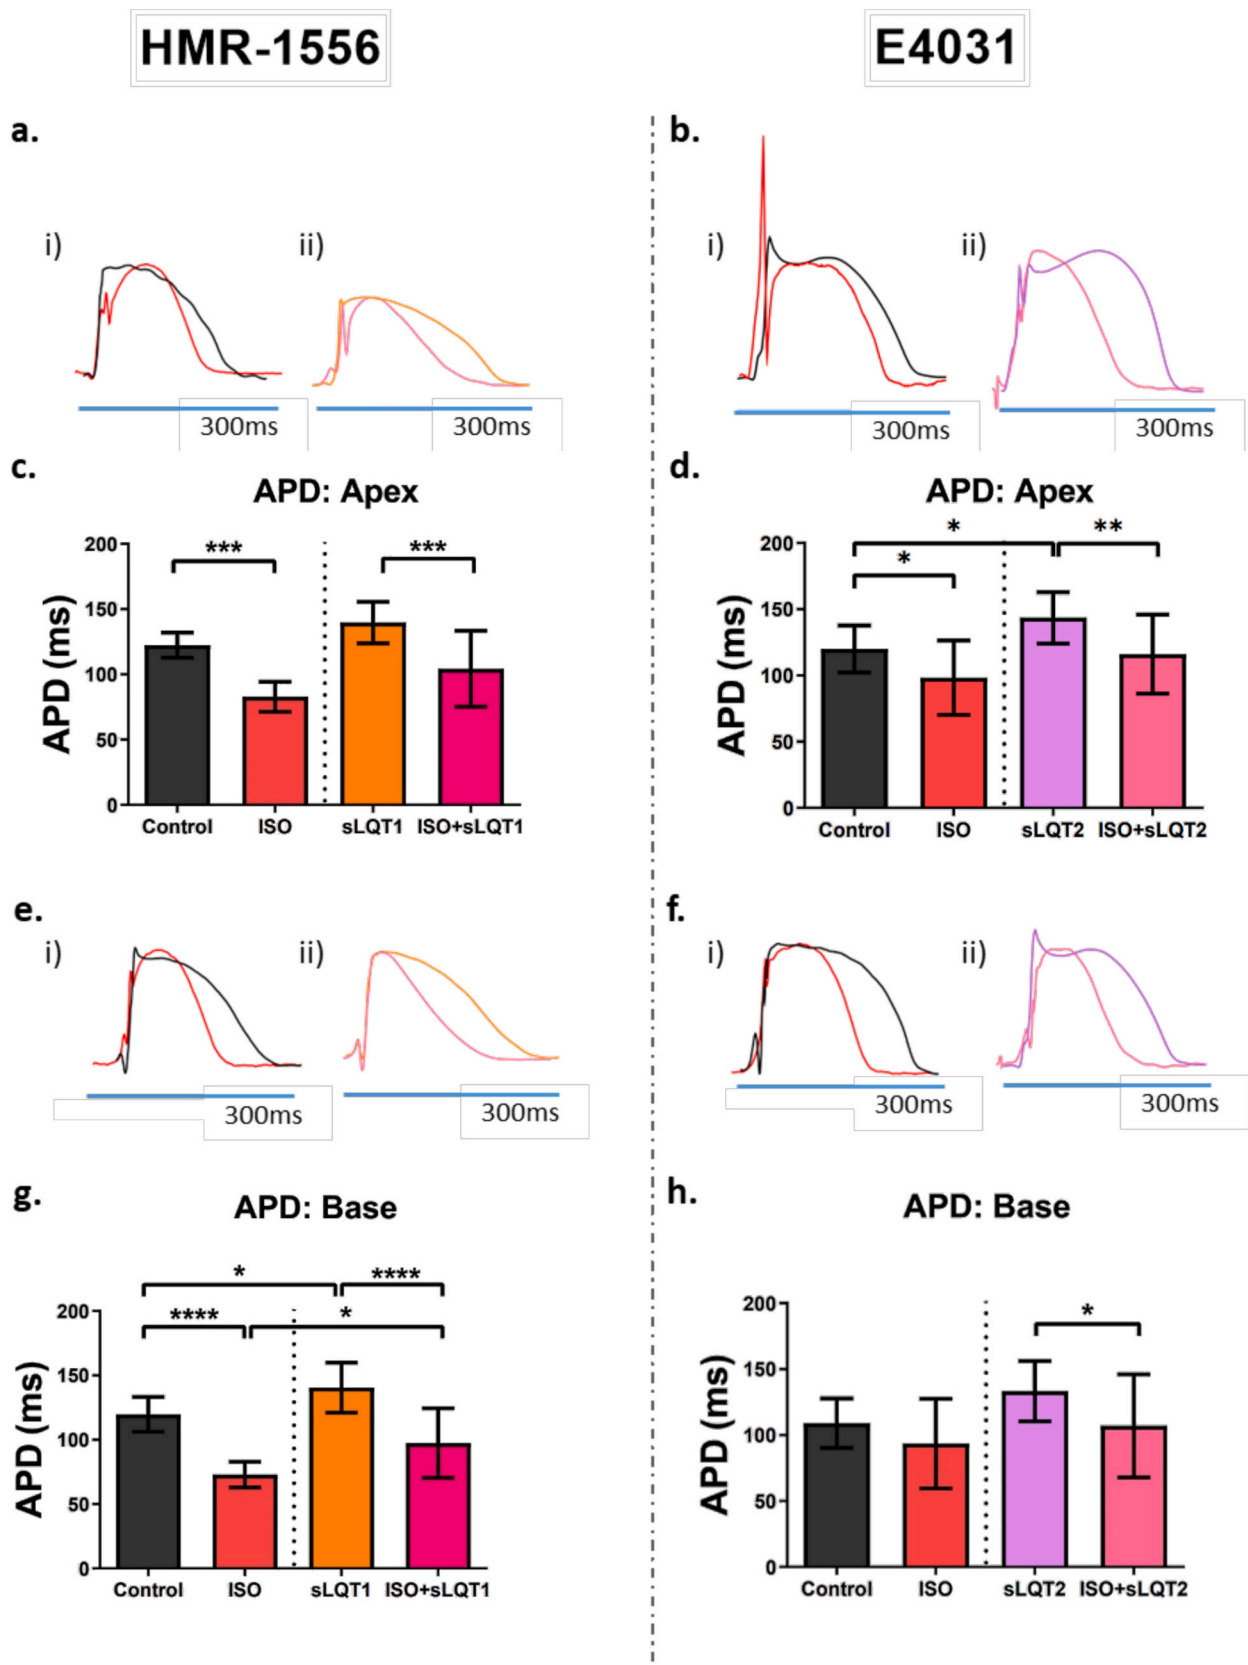 HMR-1556
E4031
a.
b.
i)
ii)
i)
ii)
300ms
300ms
300ms
300ms
c.
APD: Apex
d.
APD: Apex
APD (ms)
200
150
100
50
0
***
***
Control
ISO
sLQT1
ISO+sLQT1
APD (ms)
200
150
100
50
0
*
*
**
Control
ISO
sLQT2
ISO+sLQT2
e.
f.
i)
ii)
i)
ii)
300ms
300ms
300ms
300ms
g.
APD: Base
h.
APD: Base
APD (ms)
200
150
100
50
0
*
****
****
*
Control
ISO
sLQT1
ISO+sLQT1
APD (ms)
200
150
100
50
0
*
Control
ISO
sLQT2
ISO+sLQT2